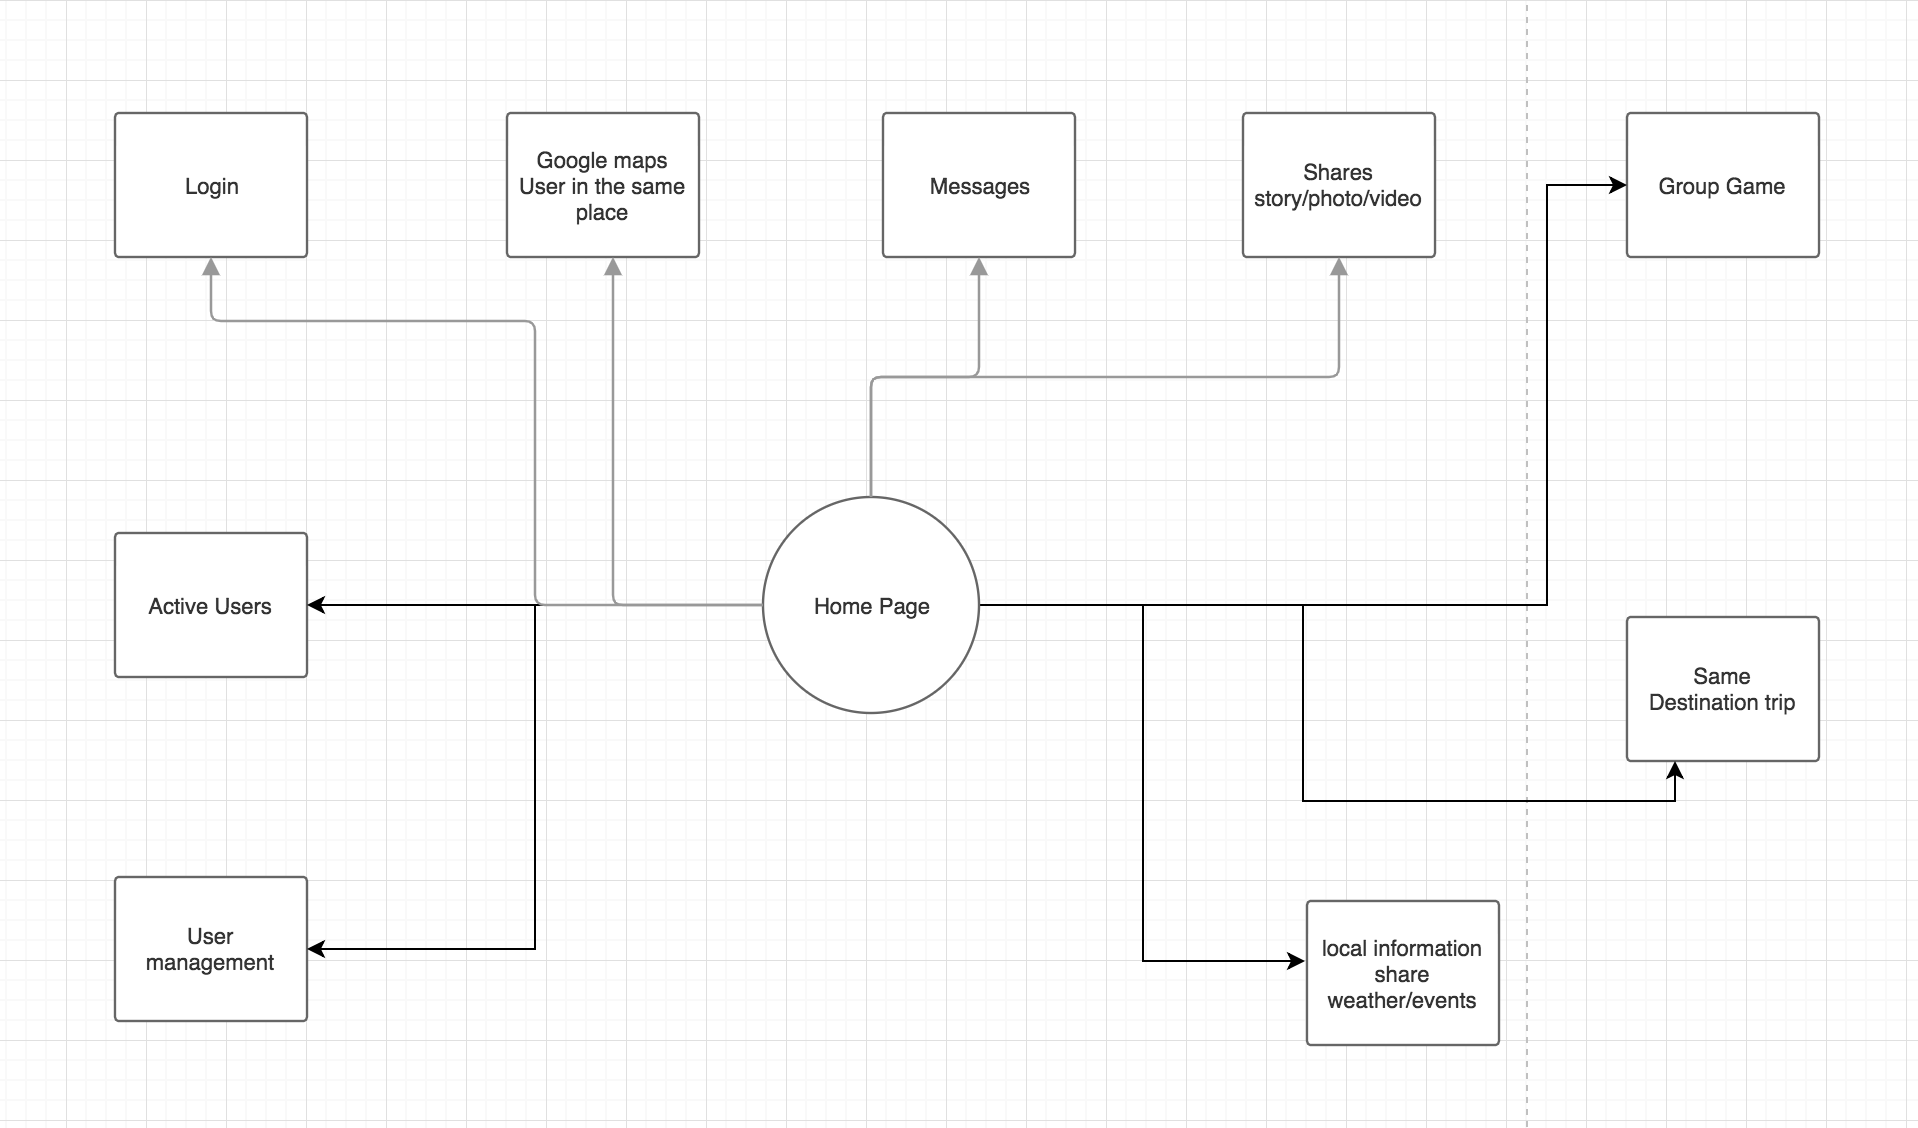 Login
Google maps
User in the same
place
Messages
Shares
story/photo/video
Group Game
Active Users
Home Page
Same
Destination trip
User
management
local information
share
weather/events